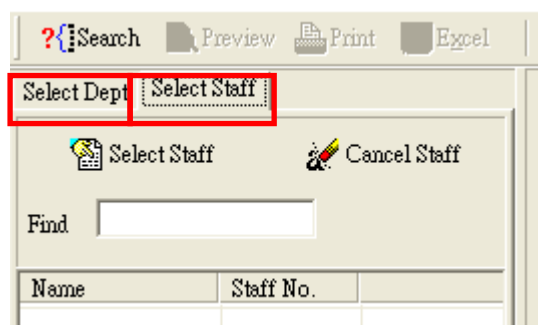 ?{Search Preview Print Excel
Select Dept Select Staff
Select Staff Cancel Staff
Find
Name Staff No.